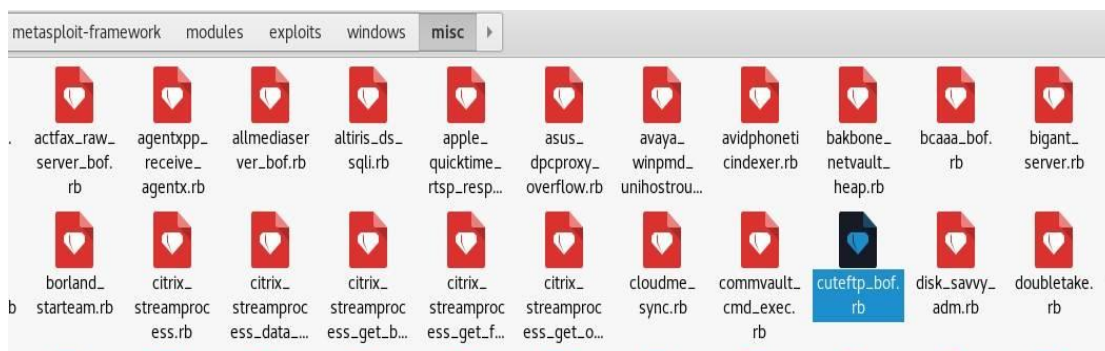 metasploit-framework modules exploits windows misc
actfax_raw_ agentxpp_ allmediaser altiris_ds_ apple_ asus_ avaya_ avidphoneti bakbone_ bcaaa_bof. bigant_
server_bof. receive_ ver_bof.rb sqli.rb quicktime_ dpcproxy_ winpmd_ cindexer.rb netvault_ rb server.rb
rb agentx.rb rtsp_resp... overflow.rb unihostrou... heap.rb
borland_ citrix_ citrix_ citrix_ citrix_ citrix_ cloudme_ commvault_ cuteftp_bof. disk_savvy_ doubletake.
b starteam.rb streamproc streamproc streamproc streamproc streamproc sync.rb cmd_exec. rb adm.rb rb
ess.rb ess_data_... ess_get_b... ess_get_f... ess_get_o... rb